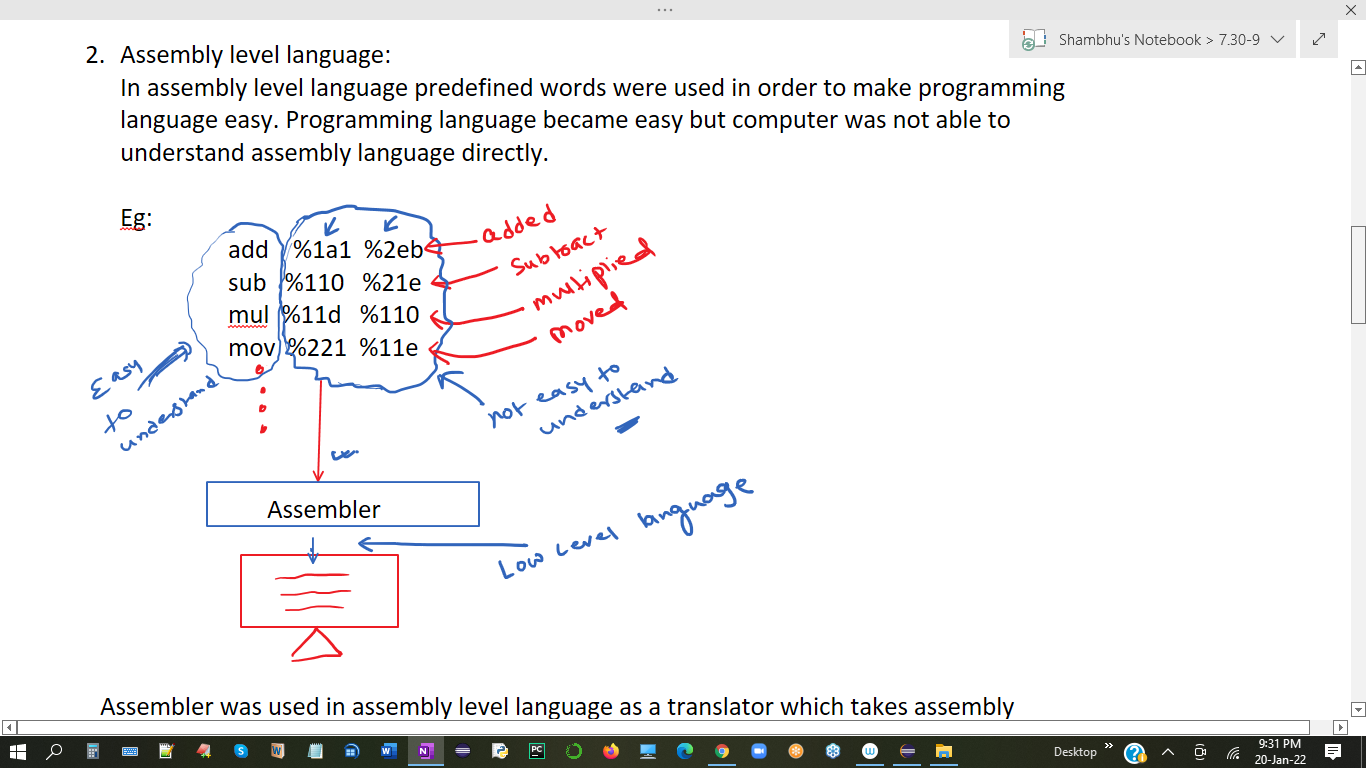 Shambhu's Notebook > 7.30-9
2. Assembly level language:
In assembly level language predefined words were used in order to make programming
language easy. Programming language became easy but computer was not able to
understand assembly language directly.
Eg:
add %1a1 %2eb
added
sub %110 %21e
subtract
mul %11d %110
multiplied
mov %221 %11e
moved
Easy
to
understand
not easy to
understand
Assembler
Low Level language
Assembler was used in assembly level language as a translator which takes assembly
Desktop
9:31 PM
20-Jan-22